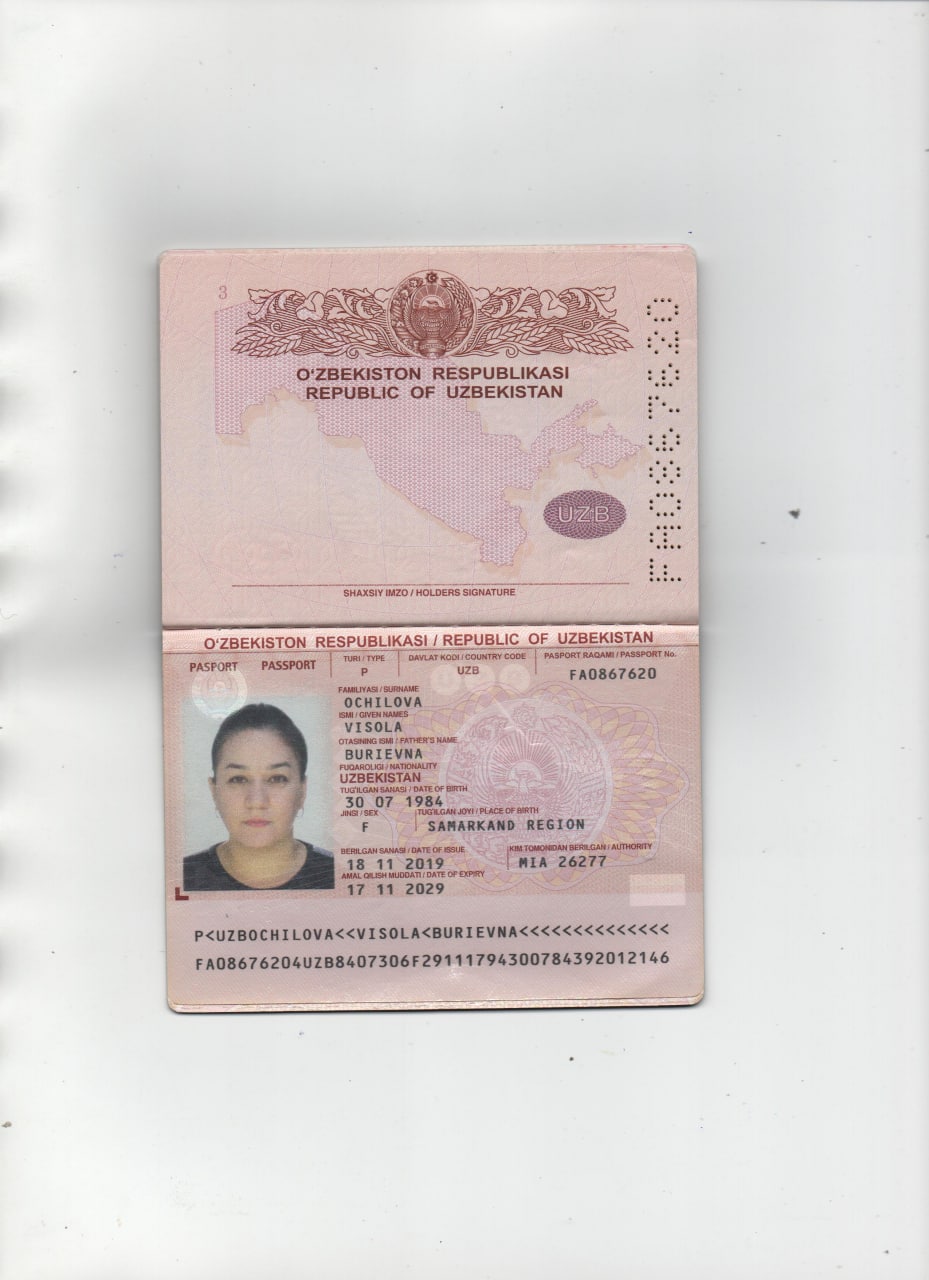 3
O‘ZBEKISTON RESPUBLIKASI
REPUBLIC OF UZBEKISTAN
FA0867620
UZB
SHAXSIY IMZO / HOLDERS SIGNATURE
O‘ZBEKISTON RESPUBLIKASI / REPUBLIC OF UZBEKISTAN
PASPORT PASSPORT
TURI / TYPE
P
DAVLAT KODI / COUNTRY CODE
UZB
PASPORT RAQAMI / PASSPORT No.
FA0867620
FAMILIYASI / SURNAME
OCHILOVA
ISMI / GIVEN NAMES
VISOLA
OTASINING ISMI / FATHER'S NAME
BURIEVNA
FUQAROLIGI / NATIONALITY
UZBEKISTAN
TUG'ILGAN SANASI / DATE OF BIRTH
30 07 1984
JINSI / SEX
F
TUG'ILGAN JOYI / PLACE OF BIRTH
SAMARKAND REGION
BERILGAN SANASI / DATE OF ISSUE
18 11 2019
KIM TOMONIDAN BERILGAN / AUTHORITY
MIA 26277
AMAL QILISH MUDDATI / DATE OF EXPIRY
17 11 2029
P<UZBOCHILOVA<<VISOLA<BURIEVNA<<<<<<<<<<<<<<
FA08676204UZB8407306F29111794300784392012146